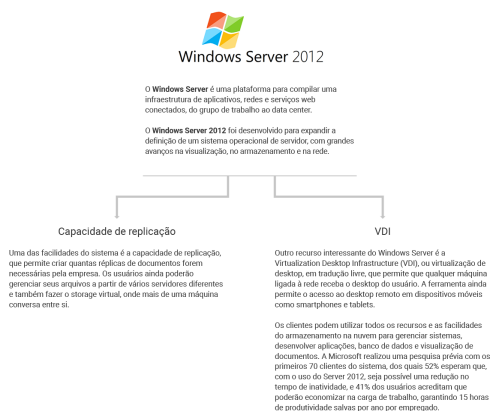 Windows Server 2012
O Windows Server é uma plataforma para compilar uma
infraestrutura de aplicativos, redes e serviços web
conectados, do grupo de trabalho ao data center.
O Windows Server 2012 foi desenvolvido para expandir a
definição de um sistema operacional de servidor, com grandes
avanços na visualização, no armazenamento e na rede.
Capacidade de replicação
Uma das facilidades do sistema é a capacidade de replicação,
que permite criar quantas réplicas de documentos forem
necessárias pela empresa. Os usuários ainda poderão
gerenciar seus arquivos a partir de vários servidores diferentes
e também fazer o storage virtual, onde mais de uma máquina
conversa entre si.
VDI
Outro recurso interessante do Windows Server é a
Virtualization Desktop Infrastructure (VDI), ou virtualização de
desktop, em tradução livre, que permite que qualquer máquina
ligada à rede receba o desktop do usuário. A ferramenta ainda
permite o acesso ao desktop remoto em dispositivos móveis
como smartphones e tablets.
Os clientes podem utilizar todos os recursos e as facilidades
do armazenamento na nuvem para gerenciar sistemas,
desenvolver aplicações, banco de dados e visualização de
documentos. A Microsoft realizou uma pesquisa prévia com os
primeiros 70 clientes do sistema, dos quais 52% esperam que,
com o uso do Server 2012, seja possível uma redução no
tempo de inatividade, e 41% dos usuários acreditam que
poderão economizar na carga de trabalho, garantindo 15 horas
de produtividade salvas por ano por empregado.